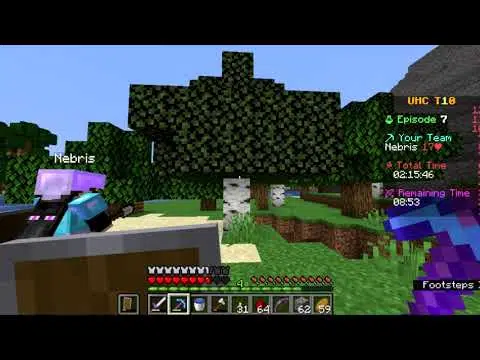 Nebris
UHC T10
Episode 7
Your Team
Nebris 17♥
Total Time
02:15:46
Remaining Time
08:53
4
31
64
62
59
Footsteps